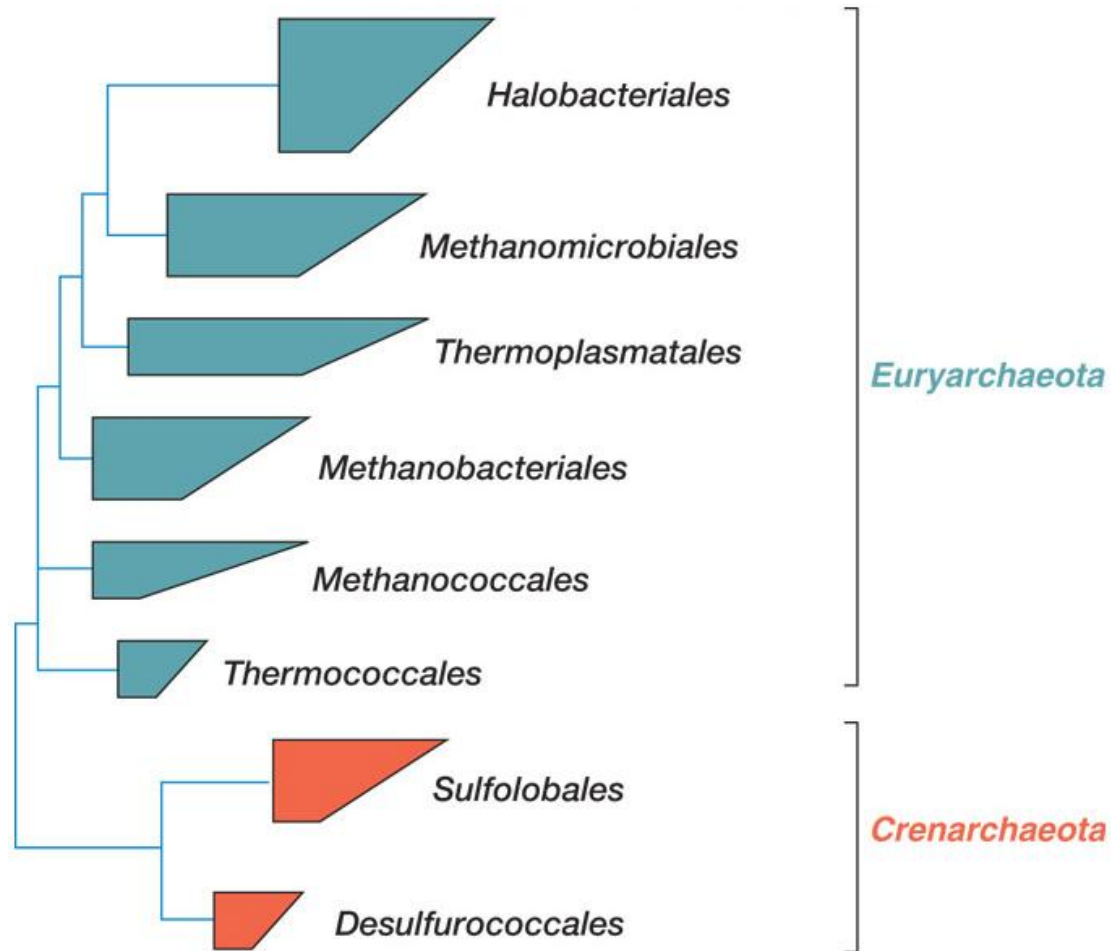 Halobacteriales
Methanomicrobiales
Thermoplasmatales
Euryarchaeota
Methanobacteriales
Methanococcales
Thermococcales
Sulfolobales
Crenarchaeota
Desulfurococcales